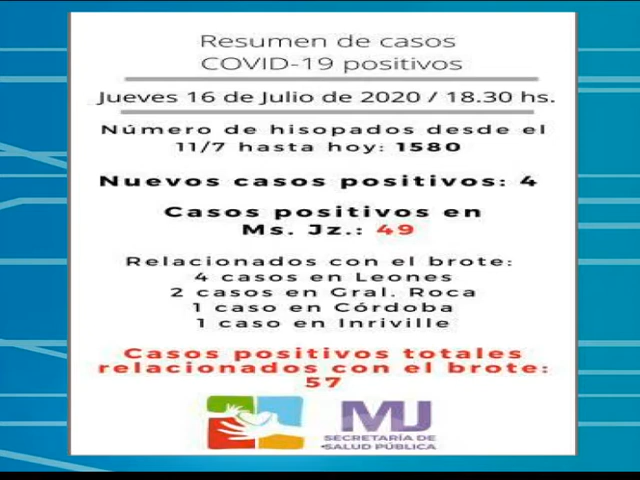 Resumen de casos
COVID-19 positivos
Jueves 16 de Julio de 2020 / 18.30 hs.
Número de hisopados desde el
11/7 hasta hoy: 1580
Nuevos casos positivos: 4
Casos positivos en
Ms. Jz.: 49
Relacionados con el brote:
4 casos en Leones
2 casos en Gral. Roca
1 caso en Córdoba
1 caso en Inriville
Casos positivos totales
relacionados con el brote:
57
MJ
SECRETARÍA DE
SALUD PÚBLICA